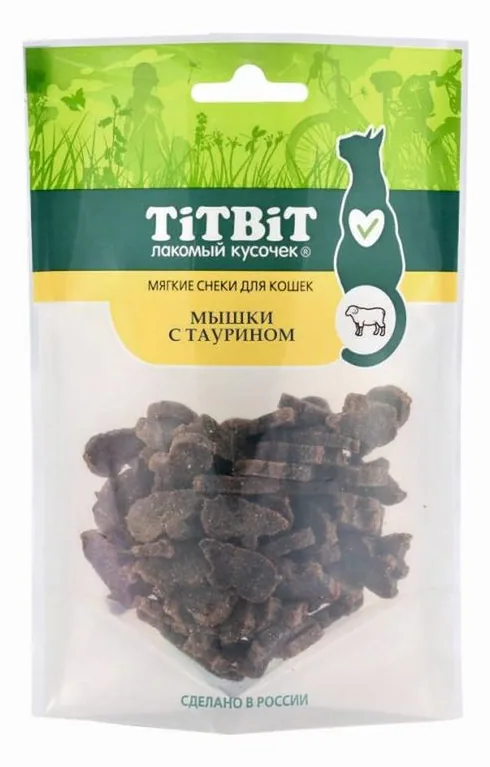 TiTBiT
лакомый кусочек®
МЯГКИЕ СНЕКИ ДЛЯ КОШЕК
МЫШКИ
С ТАУРИНОМ
СДЕЛАНО В РОССИИ